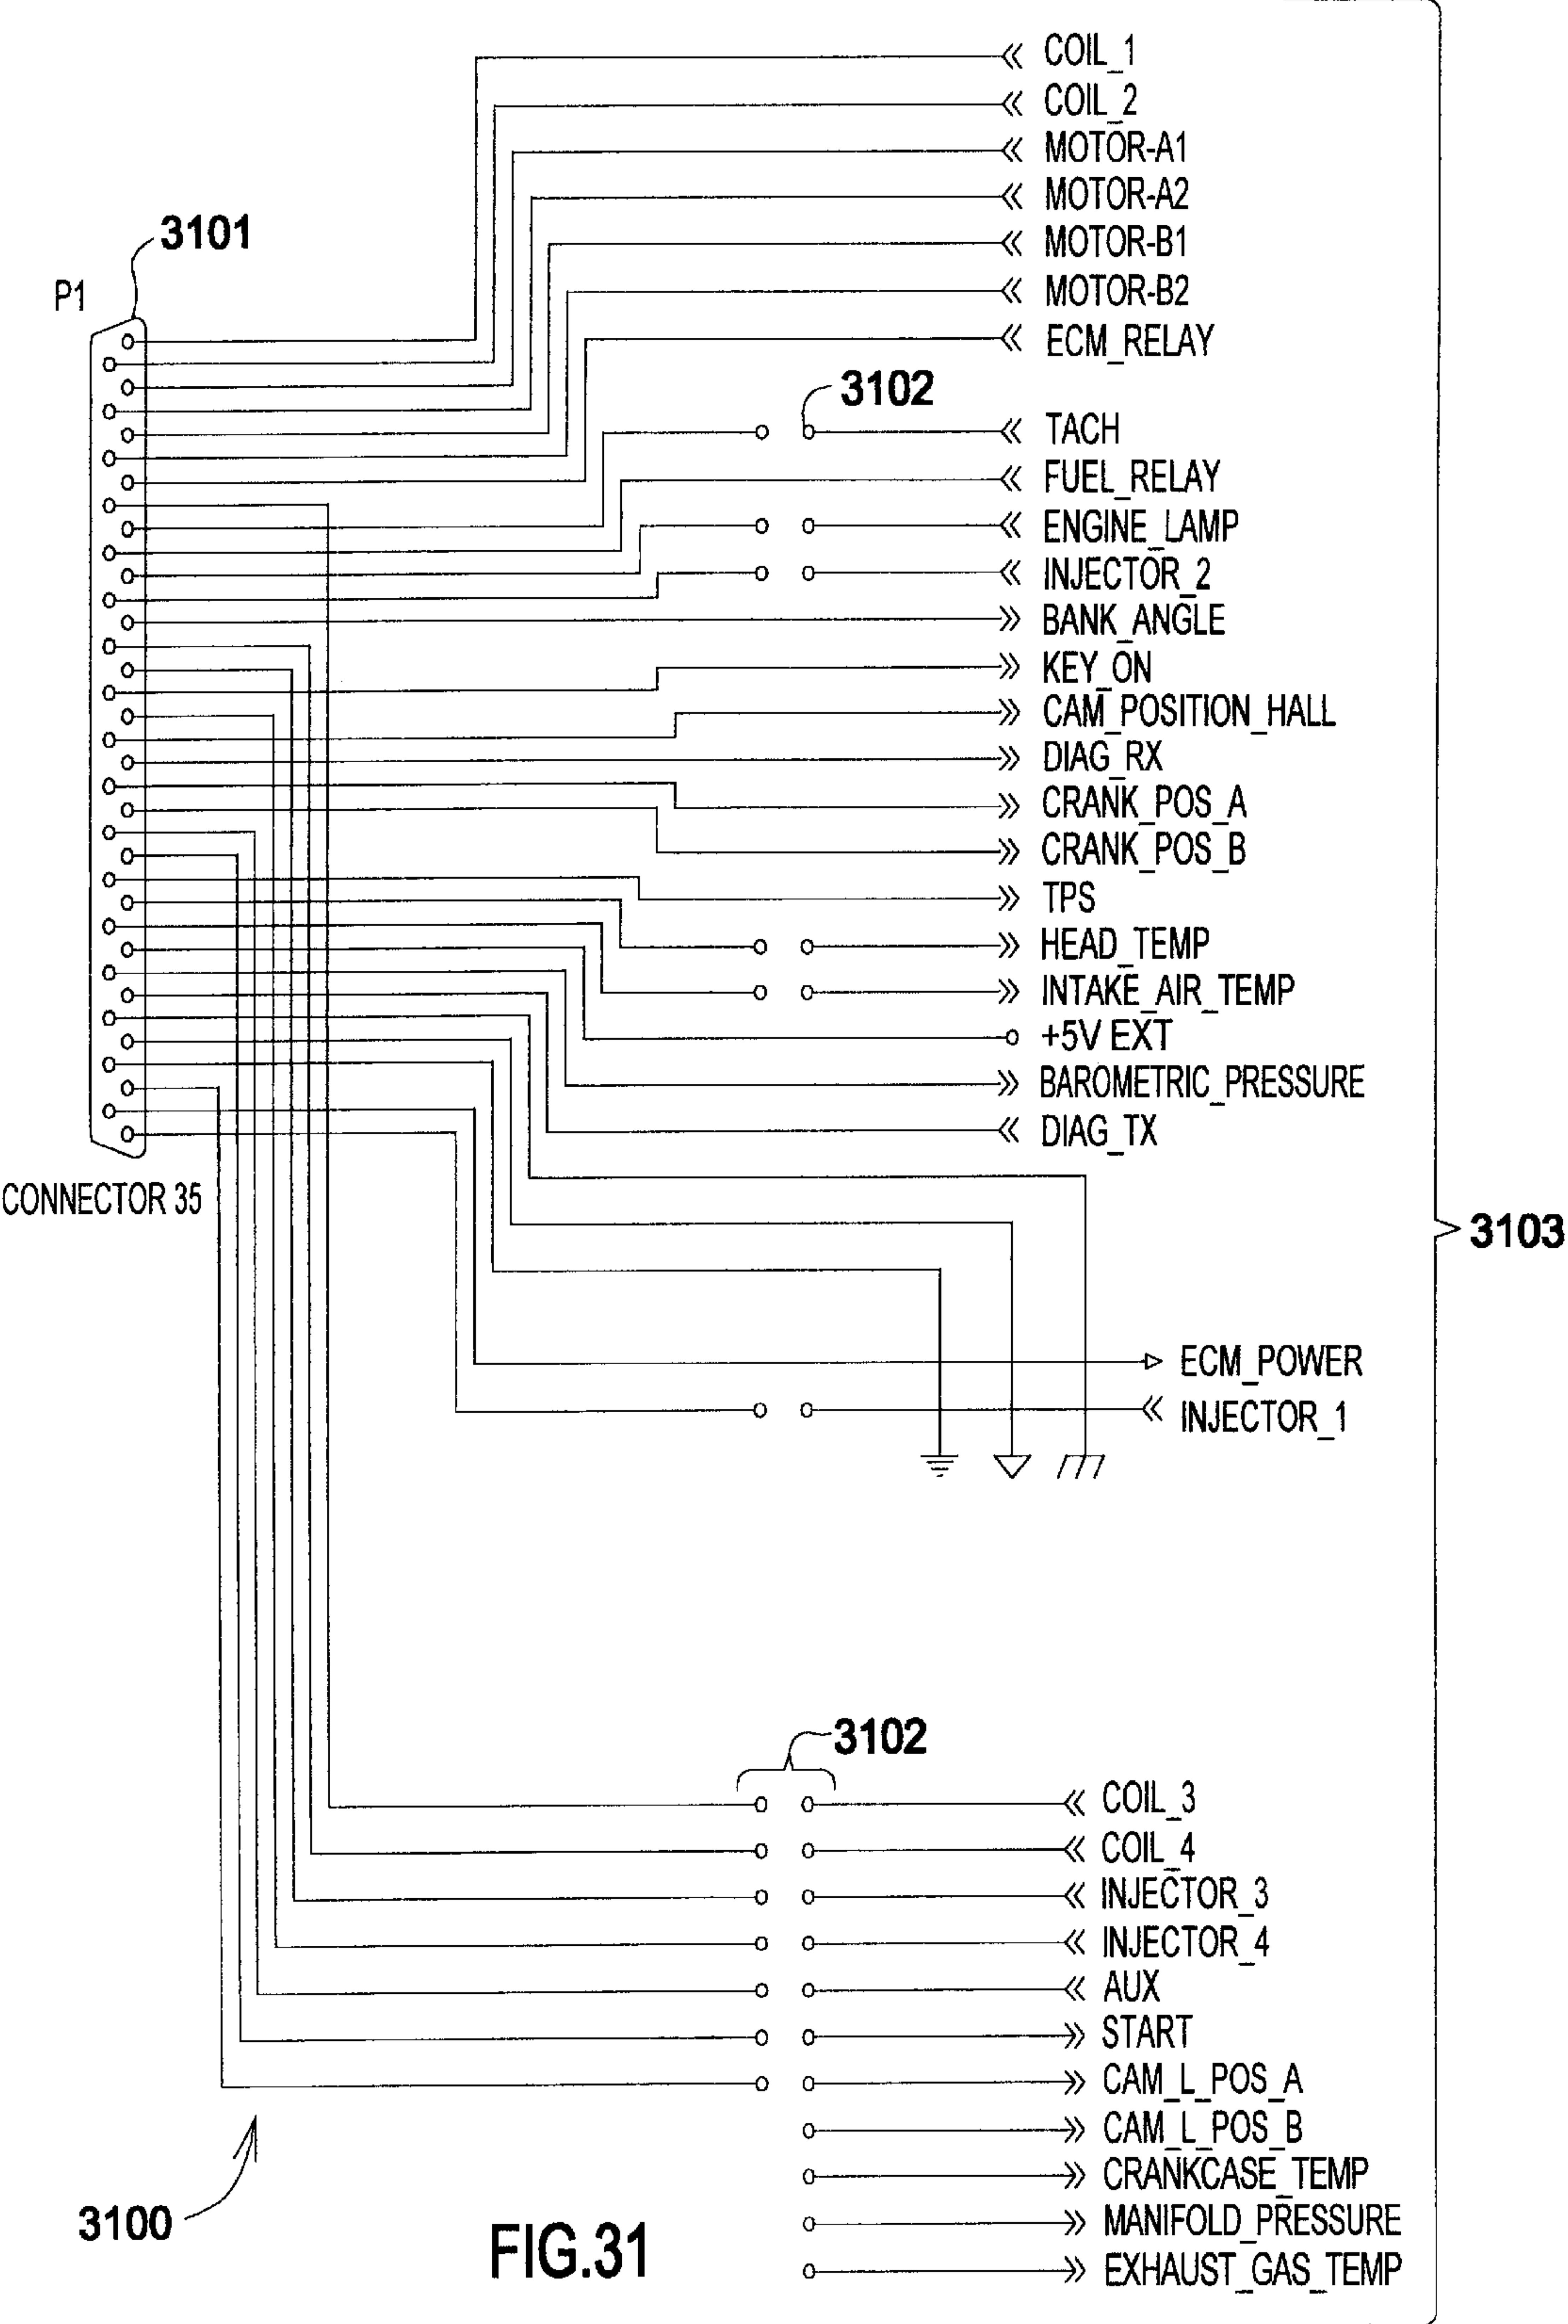 COIL_1
COIL_2
MOTOR-A1
MOTOR-A2
3101
MOTOR-B1
P1
MOTOR-B2
ECM_RELAY
3102
TACH
FUEL_RELAY
ENGINE_LAMP
INJECTOR_2
BANK_ANGLE
KEY_ON
CAM_POSITION_HALL
DIAG_RX
CRANK_POS_A
CRANK_POS_B
TPS
HEAD_TEMP
INTAKE_AIR_TEMP
+5V EXT
BAROMETRIC_PRESSURE
DIAG_TX
CONNECTOR 35
3103
ECM_POWER
INJECTOR_1
3102
COIL_3
COIL_4
INJECTOR_3
INJECTOR_4
AUX
START
CAM_L_POS_A
CAM_L_POS_B
CRANKCASE_TEMP
3100
MANIFOLD_PRESSURE
FIG.31
EXHAUST_GAS_TEMP